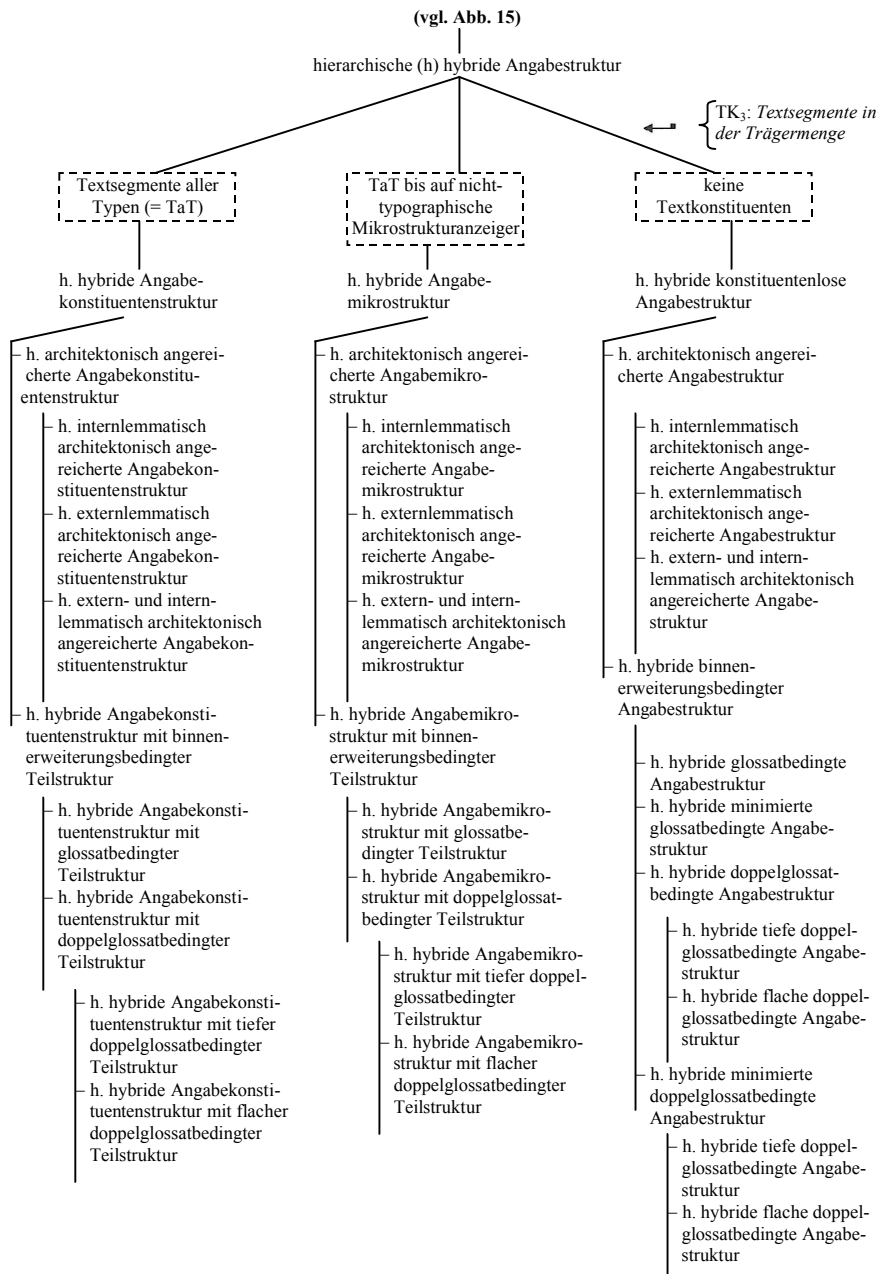 (vgl. Abb. 15)
hierarchische (h) hybride Angabestruktur
TK₃: Textsegmente in
der Trägermenge
Textsegmente aller
Typen (= TaT)
h. hybride Angabe-
konstituentenstruktur
h. architektonisch angerei-
cherte Angabekonstitu-
entenstruktur
h. internlemmatisch
architektonisch ange-
reicherte Angabekon-
stituentenstruktur
h. externlemmatisch
architektonisch ange-
reicherte Angabekon-
stituentenstruktur
h. extern- und intern-
lemmatisch architektonisch
angereicherte Angabekon-
stituentenstruktur
h. hybride Angabekonsti-
tuentenstruktur mit binnen-
erweiterungsbedingter
Teilstruktur
h. hybride Angabekonsti-
tuentenstruktur mit
glossatbedingter
Teilstruktur
h. hybride Angabekonsti-
tuentenstruktur mit
doppelglossatbedingter
Teilstruktur
h. hybride Angabekonsti-
tuentenstruktur mit tiefer
doppelglossatbedingter
Teilstruktur
h. hybride Angabekonsti-
tuentenstruktur mit flacher
doppelglossatbedingter
Teilstruktur
TaT bis auf nicht-
typographische
Mikrostrukturanzeiger
h. hybride Angabe-
mikrostruktur
h. architektonisch angerei-
cherte Angabemikro-
struktur
h. internlemmatisch
architektonisch ange-
reicherte Angabe-
mikrostruktur
h. externlemmatisch
architektonisch ange-
reicherte Angabe-
mikrostruktur
h. extern- und intern-
lemmatisch architektonisch
angereicherte Angabe-
mikrostruktur
h. hybride Angabemikro-
struktur mit binnen-
erweiterungsbedingter
Teilstruktur
h. hybride Angabemikro-
struktur mit glossatbe-
dingter Teilstruktur
h. hybride Angabemikro-
struktur mit doppelglossat-
bedingter Teilstruktur
h. hybride Angabemikro-
struktur mit tiefer doppel-
glossatbedingter
Teilstruktur
h. hybride Angabemikro-
struktur mit flacher
doppelglossatbedingter
Teilstruktur
keine
Textkonstituenten
h. hybride konstituentenlose
Angabestruktur
h. architektonisch angerei-
cherte Angabestruktur
h. internlemmatisch
architektonisch ange-
reicherte Angabestruktur
h. externlemmatisch
architektonisch ange-
reicherte Angabestruktur
h. extern- und intern-
lemmatisch architektonisch
angereicherte Angabe-
struktur
h. hybride binnen-
erweiterungsbedingter
Angabestruktur
h. hybride glossatbedingte
Angabestruktur
h. hybride minimierte
glossatbedingte Angabe-
struktur
h. hybride doppelglossat-
bedingte Angabestruktur
h. hybride tiefe doppel-
glossatbedingte Angabe-
struktur
h. hybride flache doppel-
glossatbedingte Angabe-
struktur
h. hybride minimierte
doppelglossatbedingte
Angabestruktur
h. hybride tiefe doppel-
glossatbedingte Angabe-
struktur
h. hybride flache doppel-
glossatbedingte Angabe-
struktur